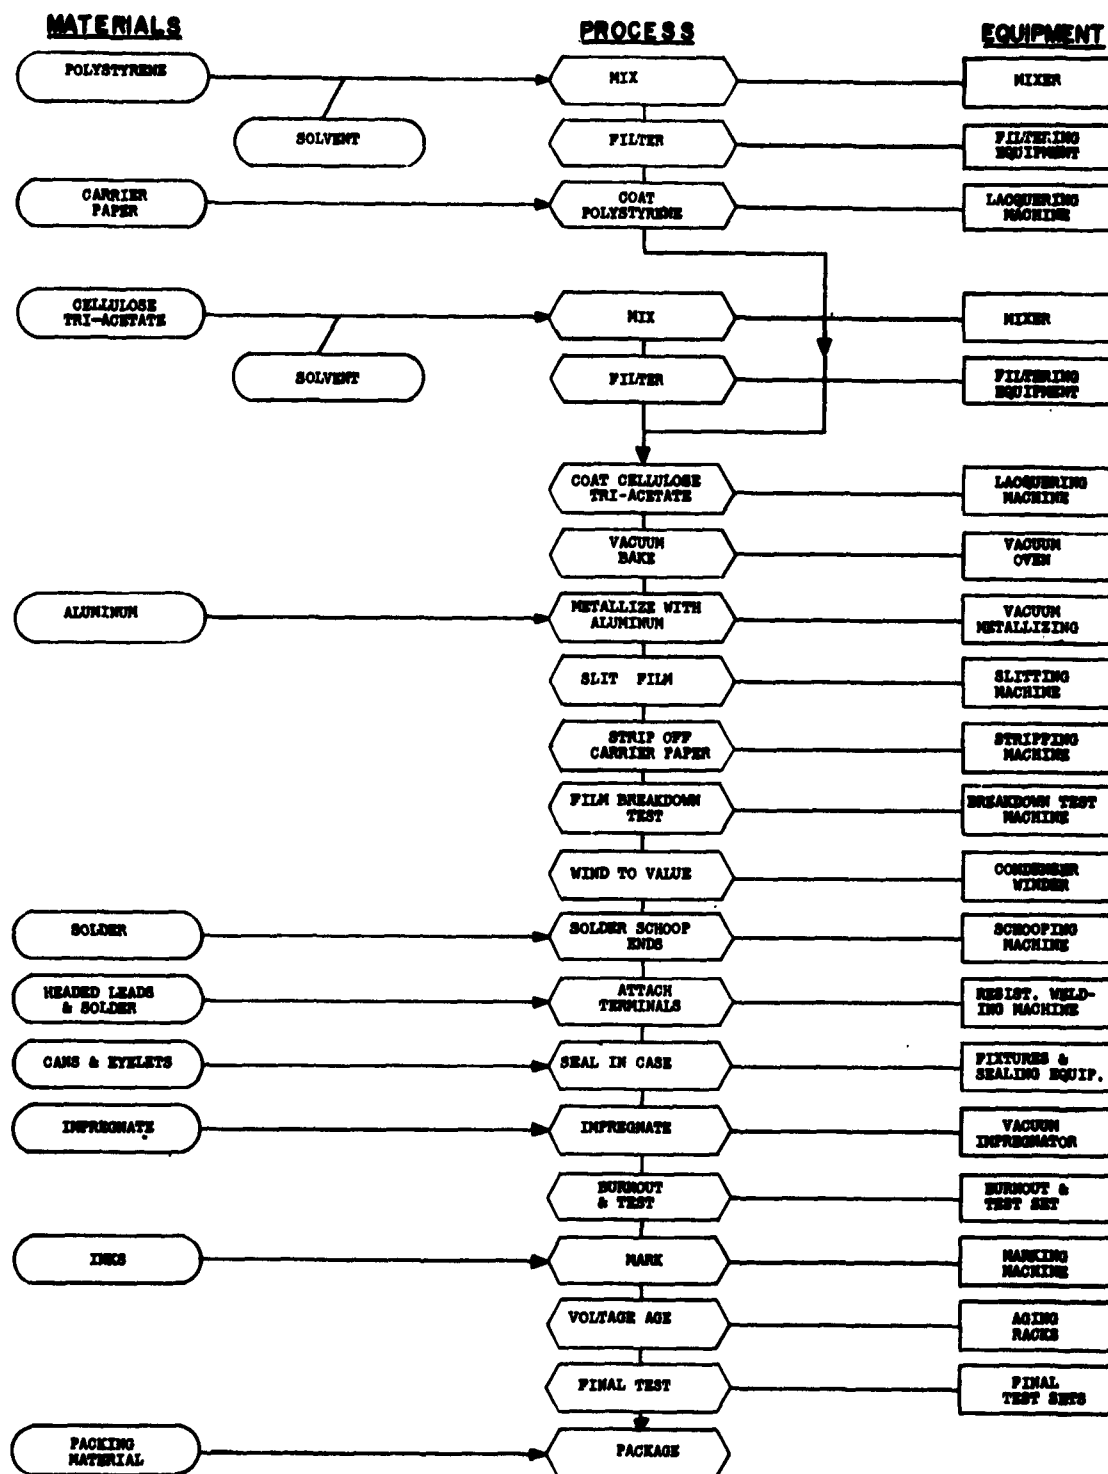 MATERIALS
PROCESS
EQUIPMENT
POLYSTYRENE
MIX
MIXER
SOLVENT
FILTER
FILTERING
EQUIPMENT
CARRIER
PAPER
COAT
POLYSTYRENE
LACQUERING
MACHINE
CELLULOSE
TRI-ACETATE
MIX
MIXER
SOLVENT
FILTER
FILTERING
EQUIPMENT
COAT CELLULOSE
TRI-ACETATE
LACQUERING
MACHINE
VACUUM
BAKE
VACUUM
OVEN
ALUMINUM
METALLIZE WITH
ALUMINUM
VACUUM
METALLIZING
SLIT FILM
SLITTING
MACHINE
STRIP OFF
CARRIER PAPER
STRIPPING
MACHINE
FILM BREAKDOWN
TEST
BREAKDOWN TEST
MACHINE
WIND TO VALUE
CONDENSER
WINDER
SOLDER
SOLDER SCHOOP
ENDS
SCHOOPING
MACHINE
HEADED LEADS
& SOLDER
ATTACH
TERMINALS
RESIST. WELD-
ING MACHINE
CANS & EYELETS
SEAL IN CASE
FIXTURES &
SEALING EQUIP.
IMPREGNATE
IMPREGNATE
VACUUM
IMPREGNATOR
BURNOUT
& TEST
BURNOUT &
TEST SET
INKS
MARK
MARKING
MACHINE
VOLTAGE AGE
AGING
RACKS
FINAL TEST
FINAL
TEST SETS
PACKING
MATERIAL
PACKAGE